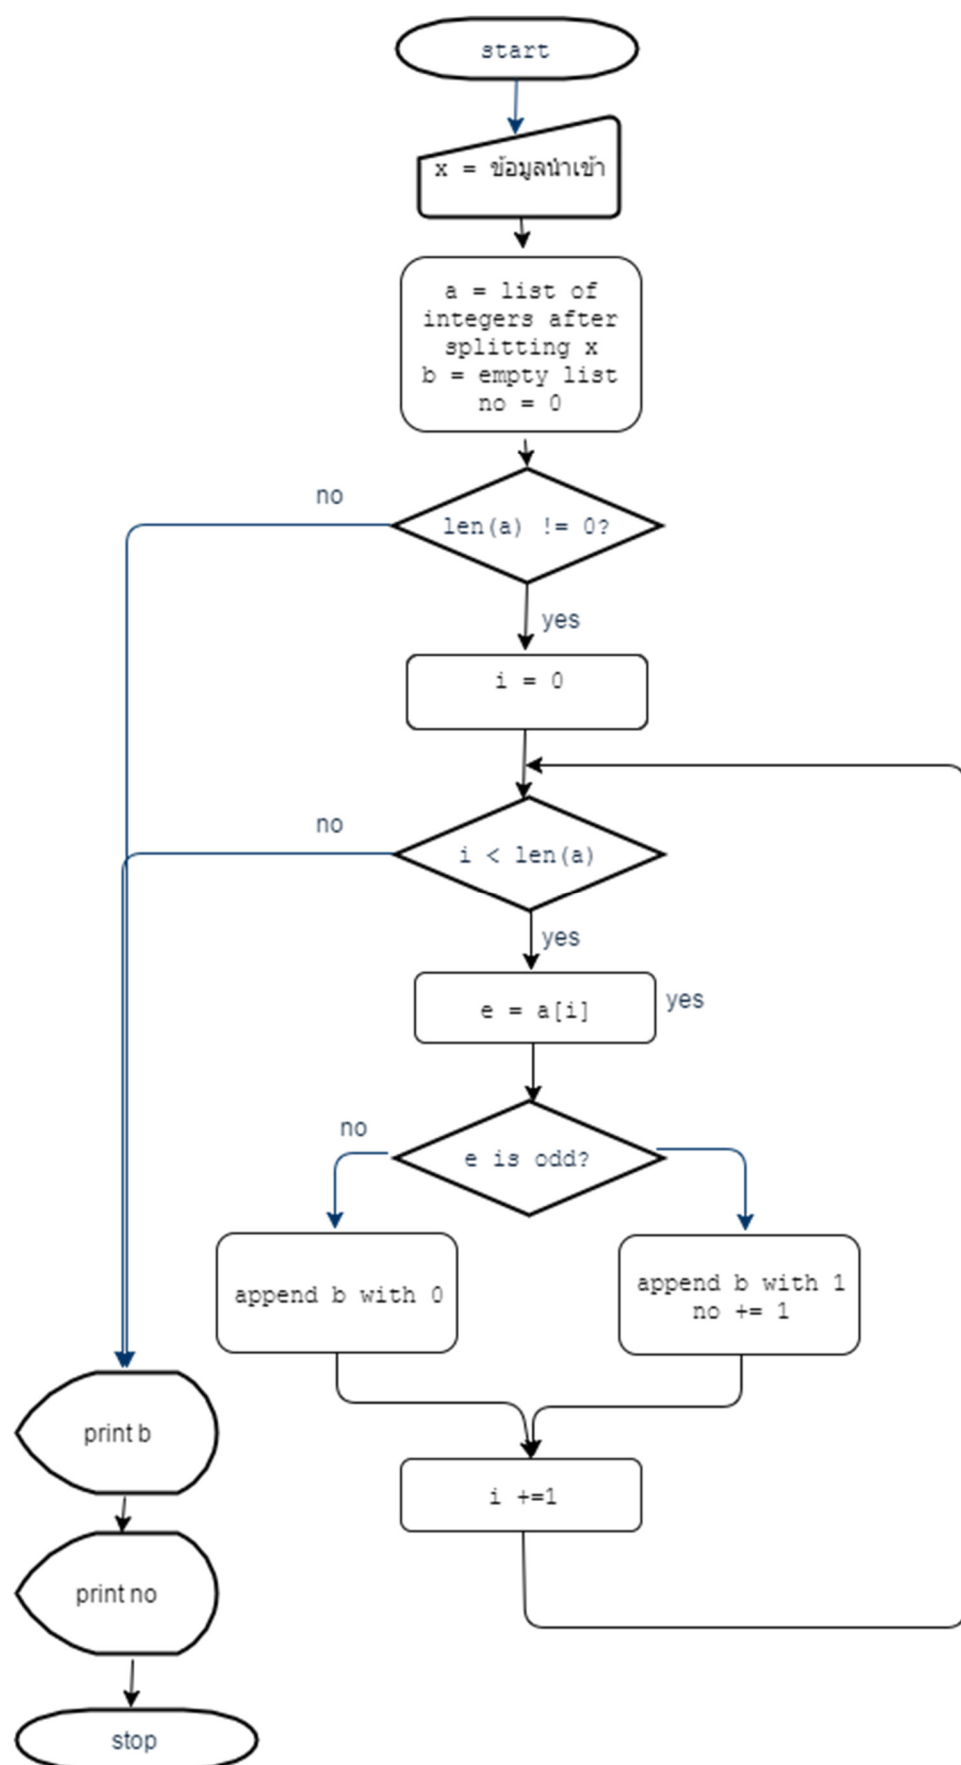 start
x = ข้อมูลนำเข้า
a = list of
integers after
splitting x
b = empty list
no = 0
no
len(a) != 0?
yes
i = 0
no
i < len(a)
yes
e = a[i]
yes
no
e is odd?
append b with 0
append b with 1
no += 1
print b
i +=1
print no
stop